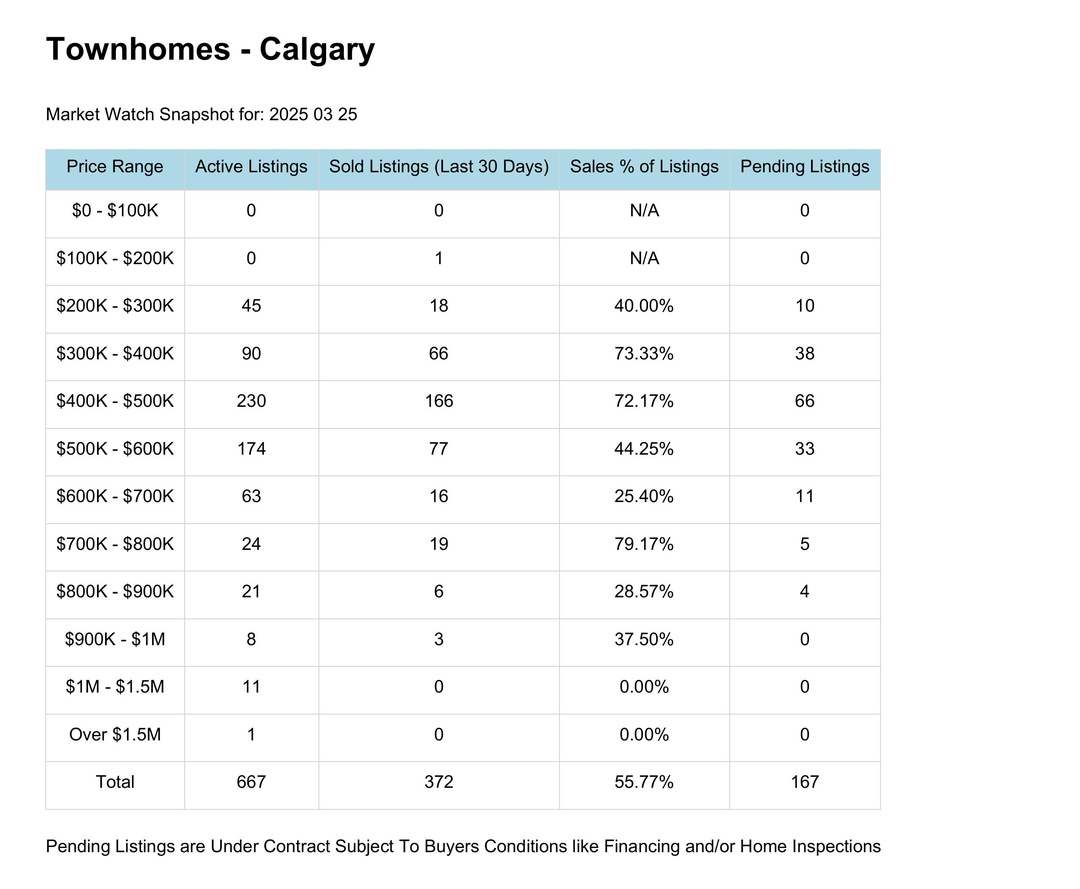 Townhomes - Calgary
Market Watch Snapshot for: 2025 03 25
Price Range Active Listings Sold Listings (Last 30 Days) Sales % of Listings Pending Listings
$0 - $100K 0 0 N/A 0
$100K - $200K 0 1 N/A 0
$200K - $300K 45 18 40.00% 10
$300K - $400K 90 66 73.33% 38
$400K - $500K 230 166 72.17% 66
$500K - $600K 174 77 44.25% 33
$600K - $700K 63 16 25.40% 11
$700K - $800K 24 19 79.17% 5
$800K - $900K 21 6 28.57% 4
$900K - $1M 8 3 37.50% 0
$1M - $1.5M 11 0 0.00% 0
Over $1.5M 1 0 0.00% 0
Total 667 372 55.77% 167
Pending Listings are Under Contract Subject To Buyers Conditions like Financing and/or Home Inspections